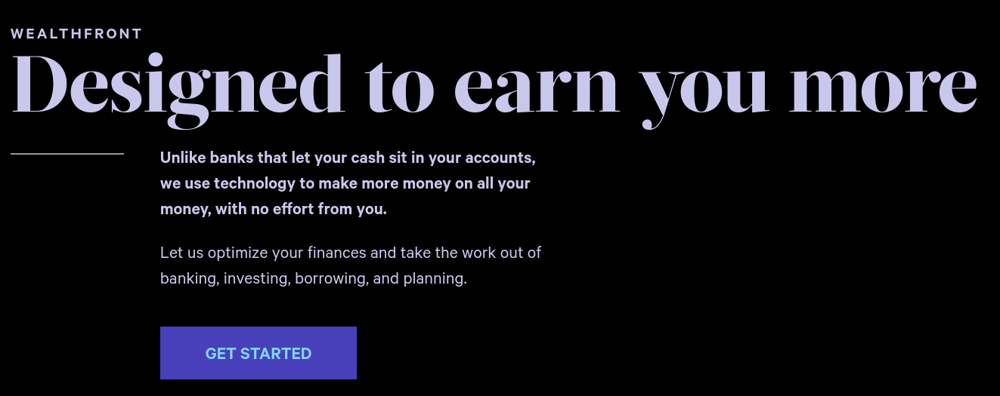 WEALTHFRONT
Designed to earn you more
Unlike banks that let your cash sit in your accounts,
we use technology to make more money on all your
money, with no effort from you.
Let us optimize your finances and take the work out of
banking, investing, borrowing, and planning.
GET STARTED